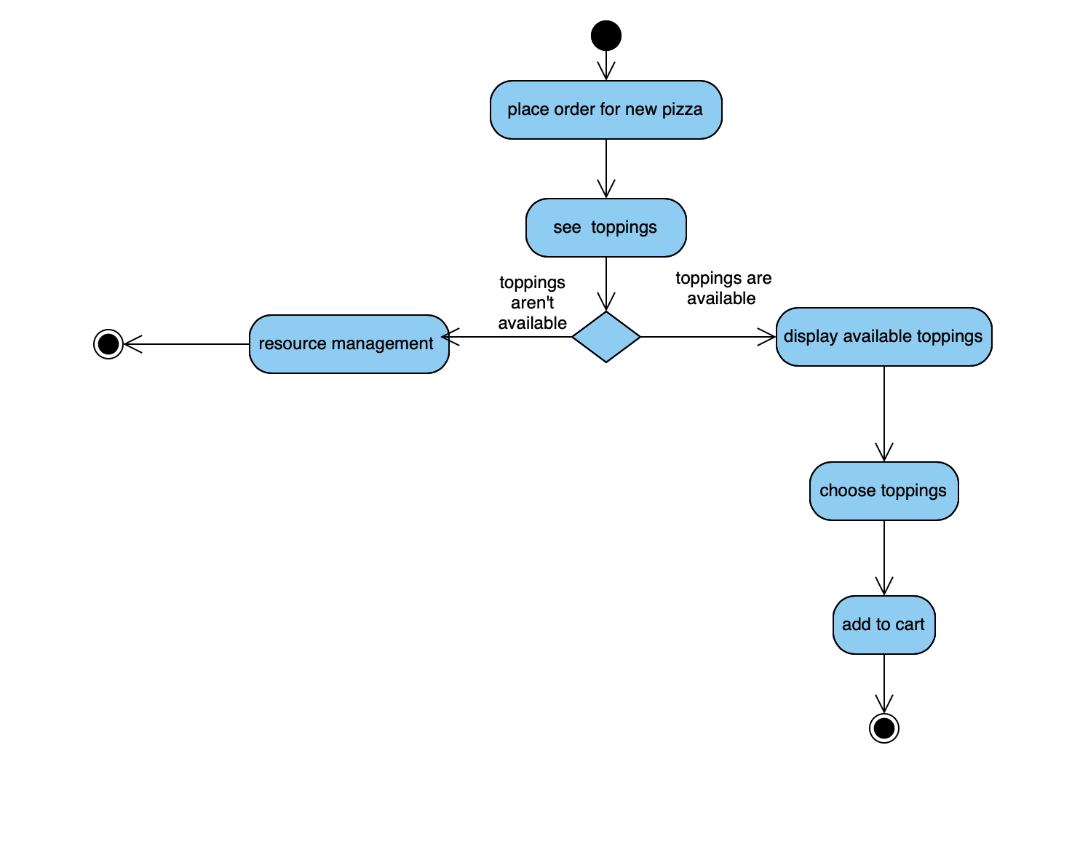 place order for new pizza
see  toppings
toppings
aren't
available
toppings are
available
resource management
display available toppings
choose toppings
add to cart